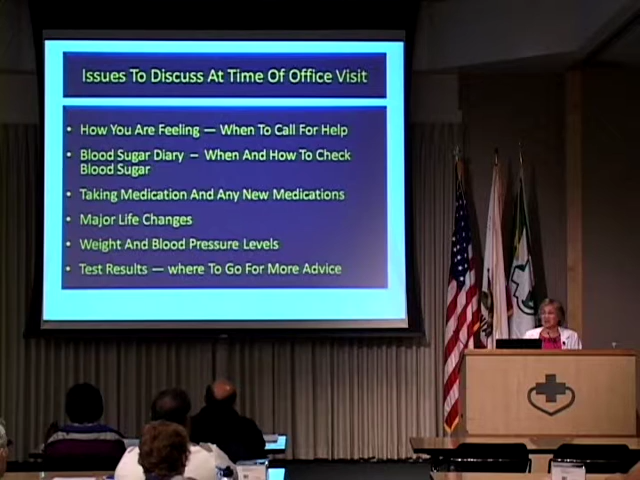 Issues To Discuss At Time Of Office Visit
• How You Are Feeling — When To Call For Help
• Blood Sugar Diary – When And How To Check
Blood Sugar
• Taking Medication And Any New Medications
• Major Life Changes
• Weight And Blood Pressure Levels
• Test Results — where To Go For More Advice